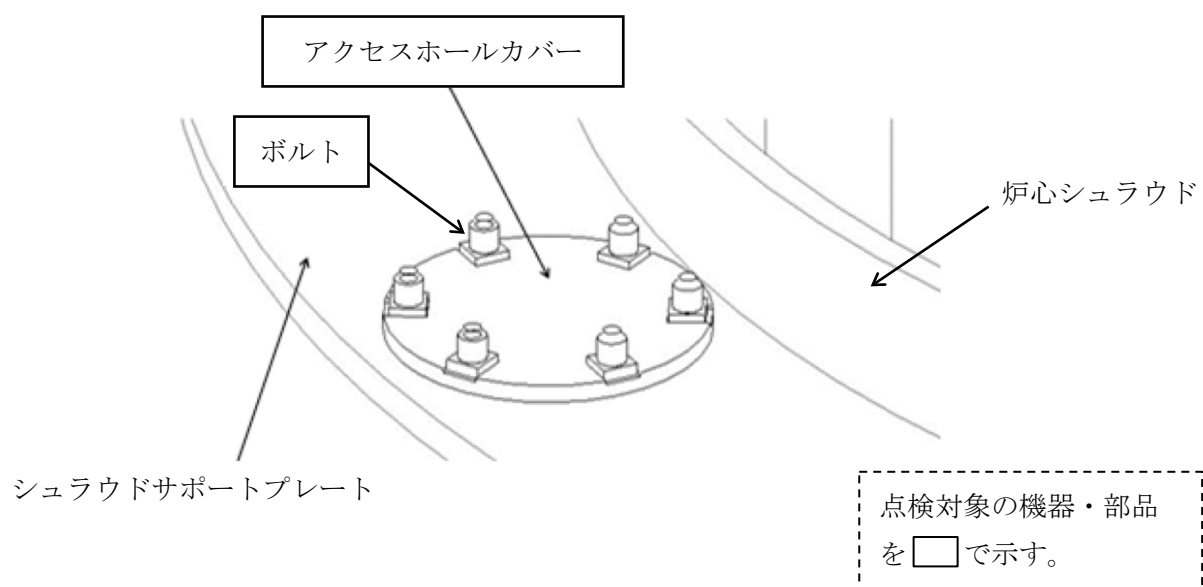 アクセスホールカバー
ボルト
炉心シュラウド
シュラウドサポートプレート
点検対象の機器・部品
を で示す。